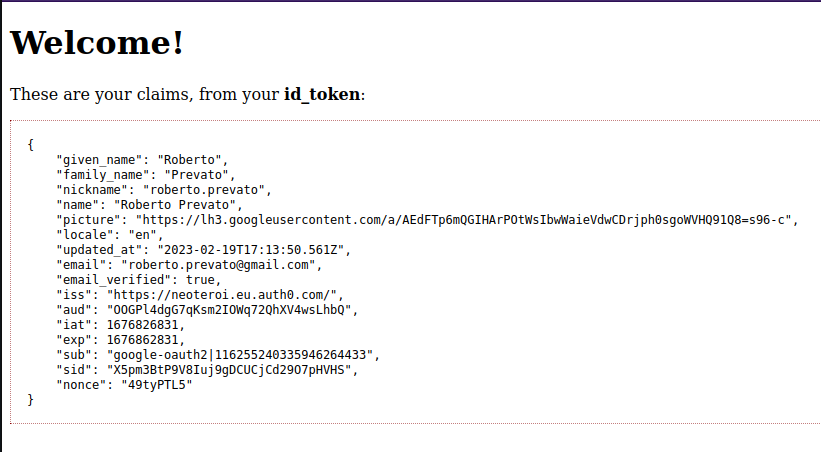 Welcome!
These are your claims, from your id_token:
{
"given_name": "Roberto",
"family_name": "Prevato",
"nickname": "roberto.prevato",
"name": "Roberto Prevato",
"picture": "https://lh3.googleusercontent.com/a/AEdFTp6mQGIHArPOtWsIbwWaieVdwCDrjph0sgoWVHQ91Q8=s96-c",
"locale": "en",
"updated_at": "2023-02-19T17:13:50.561Z",
"email": "roberto.prevato@gmail.com",
"email_verified": true,
"iss": "https://neoteroi.eu.auth0.com/",
"aud": "OOGPl4dgG7qKsm2IOWq72QhXV4wsLhbQ",
"iat": 1676826831,
"exp": 1676862831,
"sub": "google-oauth2|116255240335946264433",
"sid": "X5pm3BtP9V8Iuj9gDCUCjCd29O7pHVHS",
"nonce": "49tyPTL5"
}